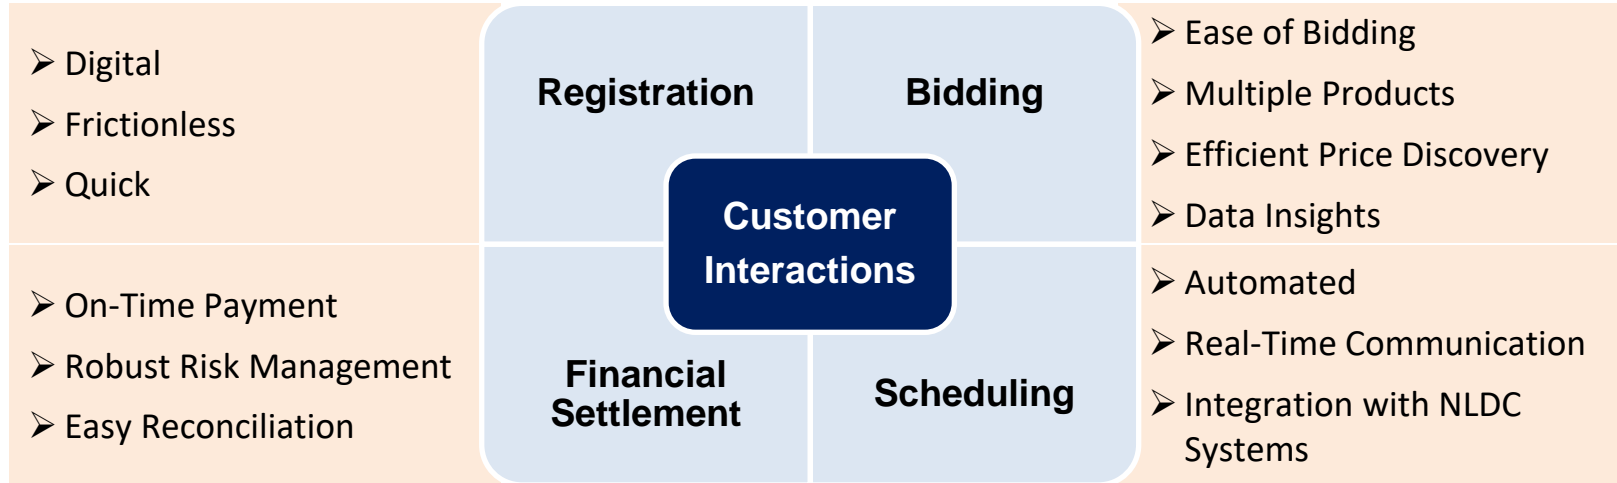 ➢ Digital
➢ Frictionless
➢ Quick
Registration
Bidding
➢ Ease of Bidding
➢ Multiple Products
➢ Efficient Price Discovery
➢ Data Insights
Customer
Interactions
➢ On-Time Payment
➢ Robust Risk Management
➢ Easy Reconciliation
Financial
Settlement
Scheduling
➢ Automated
➢ Real-Time Communication
➢ Integration with NLDC
Systems